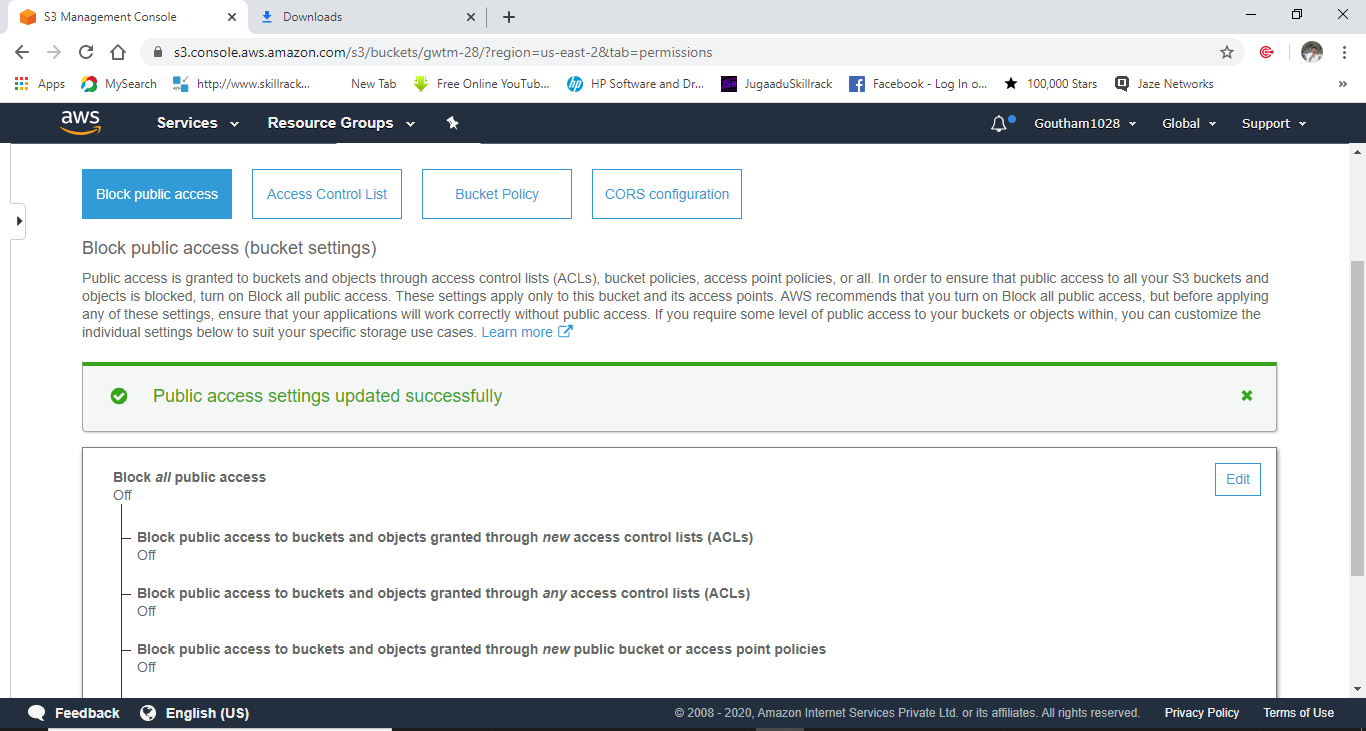 S3 Management Console
Downloads
s3.console.aws.amazon.com/s3/buckets/gwtm-28/?region=us-east-2&tab=permissions
Apps MySearch http://www.skillrack... New Tab Free Online YouTub... HP Software and Dr... JugaaduSkillrack Facebook - Log In o... 100,000 Stars Jaze Networks »
aws Services Resource Groups Goutham1028 Global Support
Block public access Access Control List Bucket Policy CORS configuration
Block public access (bucket settings)
Public access is granted to buckets and objects through access control lists (ACLs), bucket policies, access point policies, or all. In order to ensure that public access to all your S3 buckets and
objects is blocked, turn on Block all public access. These settings apply only to this bucket and its access points. AWS recommends that you turn on Block all public access, but before applying
any of these settings, ensure that your applications will work correctly without public access. If you require some level of public access to your buckets or objects within, you can customize the
individual settings below to suit your specific storage use cases. Learn more
Public access settings updated successfully
Block all public access
Edit
Off
Block public access to buckets and objects granted through new access control lists (ACLs)
Off
Block public access to buckets and objects granted through any access control lists (ACLs)
Off
Block public access to buckets and objects granted through new public bucket or access point policies
Off
Feedback English (US) © 2008 - 2020, Amazon Internet Services Private Ltd. or its affiliates. All rights reserved. Privacy Policy Terms of Use